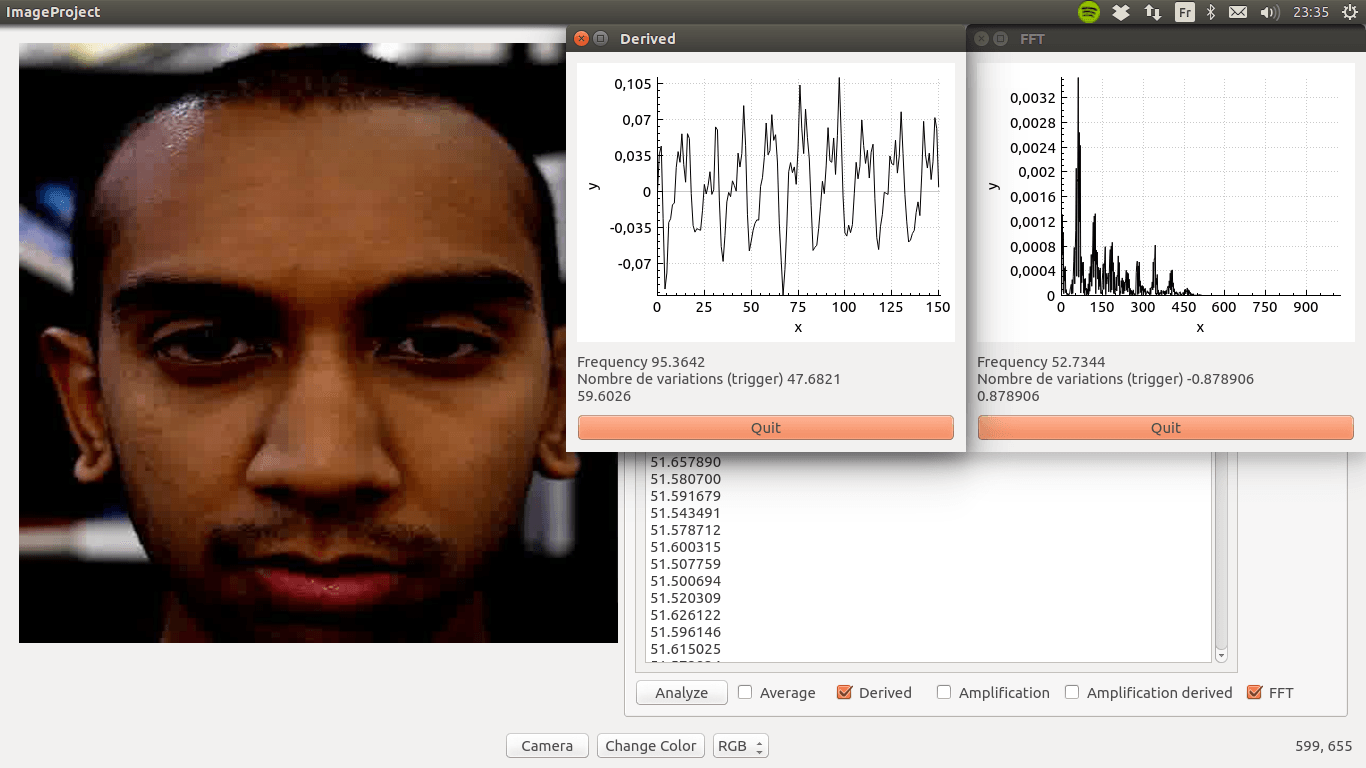 ImageProject
Fr
23:35
Derived
0,105
0,07
0,035
0
-0,035
-0,07
y
0 25 50 75 100 125 150
x
Frequency 95.3642
Nombre de variations (trigger) 47.6821
59.6026
Quit
FFT
0,0032
0,0028
0,0024
0,002
0,0016
0,0012
0,0008
0,0004
0
y
0 150 300 450 600 750 900
x
Frequency 52.7344
Nombre de variations (trigger) -0.878906
0.878906
Quit
51.657890
51.580700
51.591679
51.543491
51.578712
51.600315
51.507759
51.500694
51.520309
51.626122
51.596146
51.615025
Analyze Average Derived Amplification Amplification derived FFT
Camera Change Color RGB
599, 655